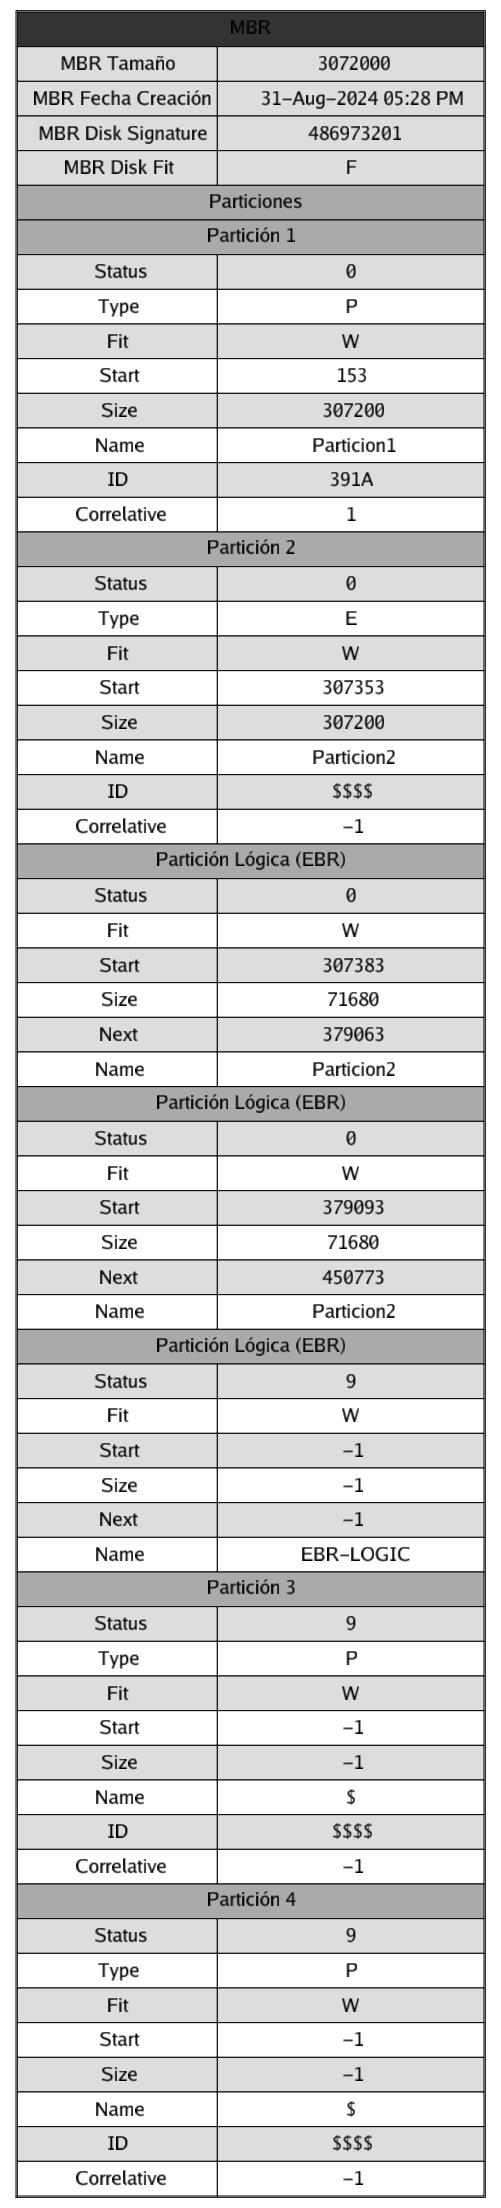 MBR
MBR Tamaño 3072000
MBR Fecha Creación 31-Aug-2024 05:28 PM
MBR Disk Signature 486973201
MBR Disk Fit F
Particiones
Partición 1
Status 0
Type P
Fit W
Start 153
Size 307200
Name Particion1
ID 391A
Correlative 1
Partición 2
Status 0
Type E
Fit W
Start 307353
Size 307200
Name Particion2
ID $$$$
Correlative -1
Partición Lógica (EBR)
Status 0
Fit W
Start 307383
Size 71680
Next 379063
Name Particion2
Partición Lógica (EBR)
Status 0
Fit W
Start 379093
Size 71680
Next 450773
Name Particion2
Partición Lógica (EBR)
Status 9
Fit W
Start -1
Size -1
Next -1
Name EBR-LOGIC
Partición 3
Status 9
Type P
Fit W
Start -1
Size -1
Name $
ID $$$$
Correlative -1
Partición 4
Status 9
Type P
Fit W
Start -1
Size -1
Name $
ID $$$$
Correlative -1